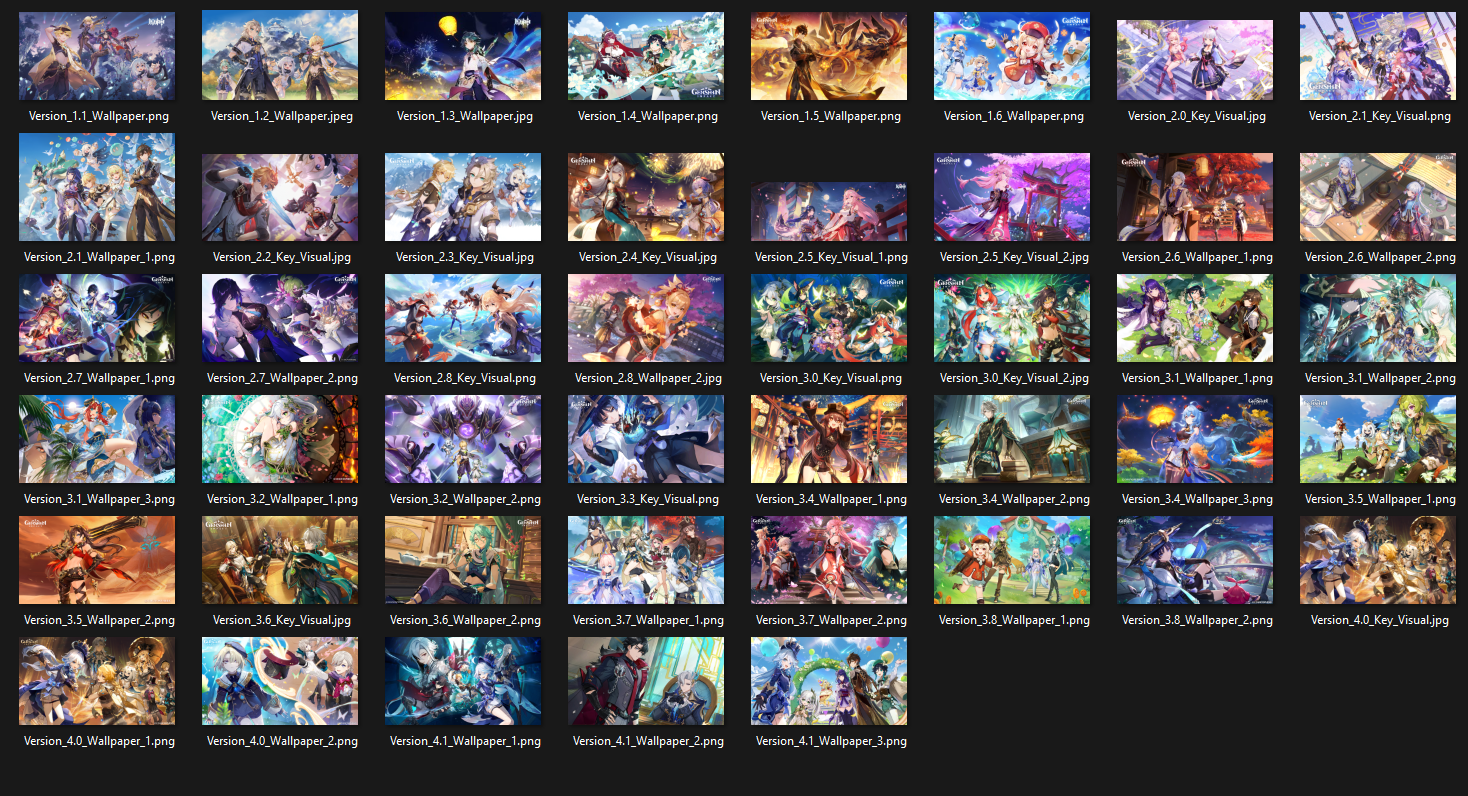 Version_1.1_Wallpaper.png
Version_1.2_Wallpaper.jpeg
Version_1.3_Wallpaper.jpg
Version_1.4_Wallpaper.png
Version_1.5_Wallpaper.png
Version_1.6_Wallpaper.png
Version_2.0_Key_Visual.jpg
Version_2.1_Key_Visual.png
Version_2.1_Wallpaper_1.png
Version_2.2_Key_Visual.jpg
Version_2.3_Key_Visual.jpg
Version_2.4_Key_Visual.jpg
Version_2.5_Key_Visual_1.png
Version_2.5_Key_Visual_2.jpg
Version_2.6_Wallpaper_1.png
Version_2.6_Wallpaper_2.png
Version_2.7_Wallpaper_1.png
Version_2.7_Wallpaper_2.png
Version_2.8_Key_Visual.png
Version_2.8_Wallpaper_2.jpg
Version_3.0_Key_Visual.png
Version_3.0_Key_Visual_2.jpg
Version_3.1_Wallpaper_1.png
Version_3.1_Wallpaper_2.png
Version_3.1_Wallpaper_3.png
Version_3.2_Wallpaper_1.png
Version_3.2_Wallpaper_2.png
Version_3.3_Key_Visual.png
Version_3.4_Wallpaper_1.png
Version_3.4_Wallpaper_2.png
Version_3.4_Wallpaper_3.png
Version_3.5_Wallpaper_1.png
Version_3.5_Wallpaper_2.png
Version_3.6_Key_Visual.jpg
Version_3.6_Wallpaper_2.png
Version_3.7_Wallpaper_1.png
Version_3.7_Wallpaper_2.png
Version_3.8_Wallpaper_1.png
Version_3.8_Wallpaper_2.png
Version_4.0_Key_Visual.jpg
Version_4.0_Wallpaper_1.png
Version_4.0_Wallpaper_2.png
Version_4.1_Wallpaper_1.png
Version_4.1_Wallpaper_2.png
Version_4.1_Wallpaper_3.png